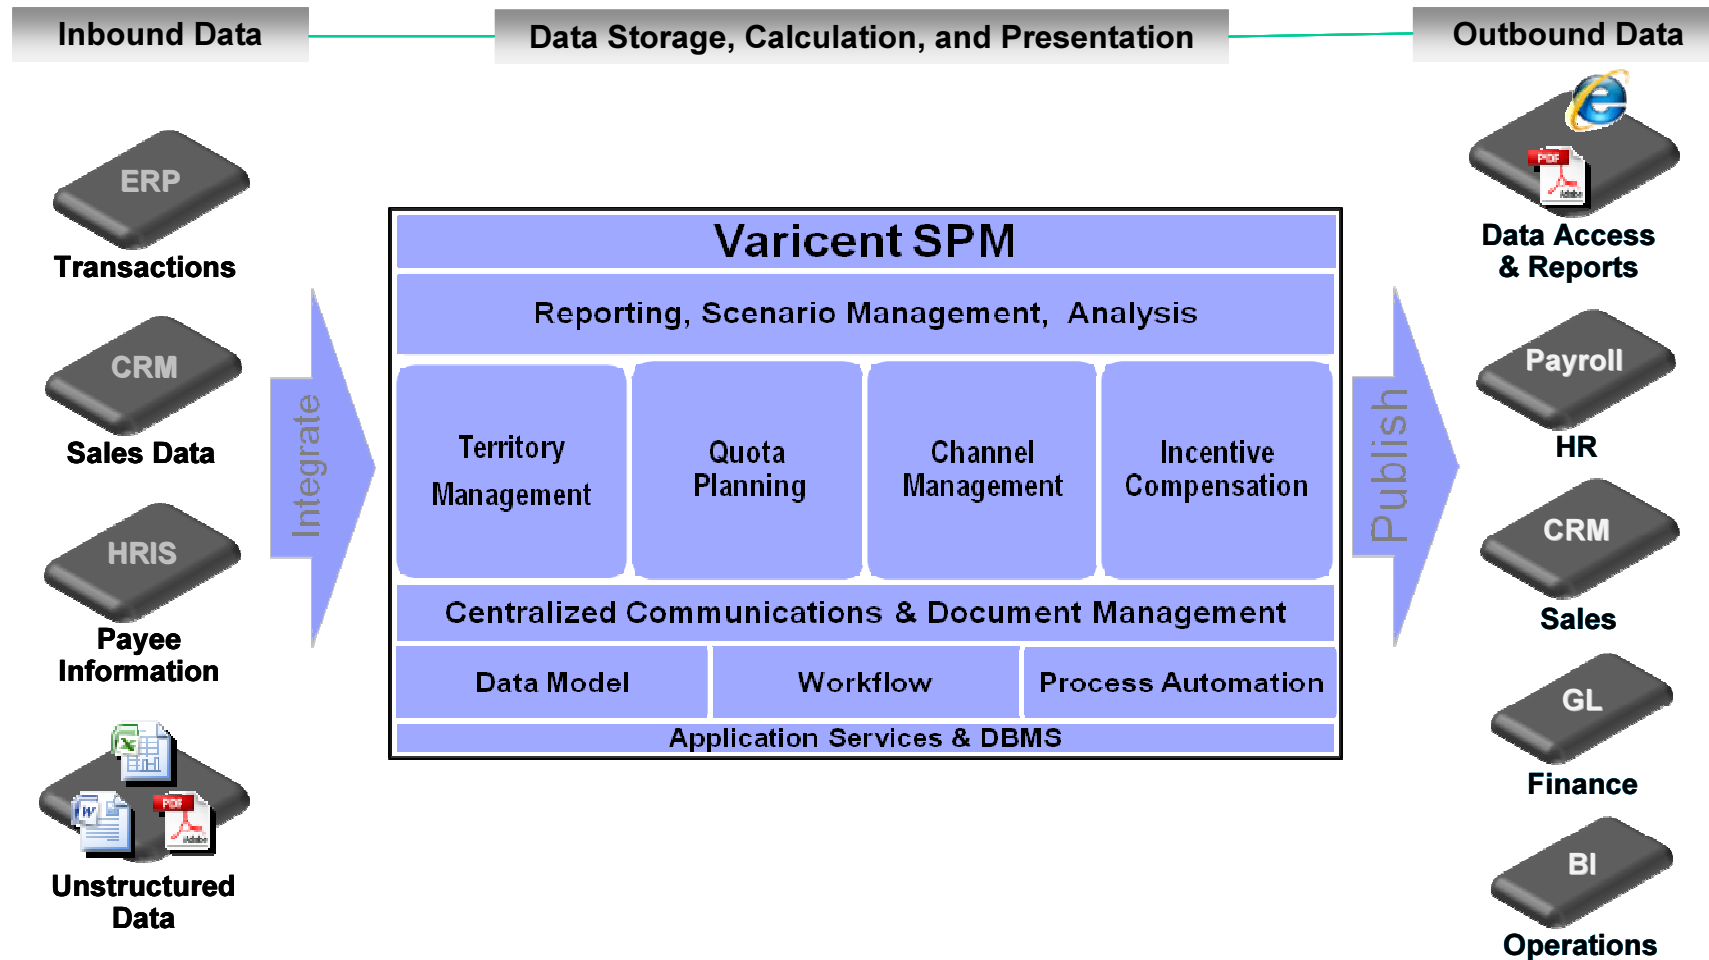 Inbound Data
Data Storage, Calculation, and Presentation
Outbound Data
ERP
Transactions
CRM
Sales Data
HRIS
Payee
Information
W
PDF
Adobe
Unstructured
Data
Integrate
Varicent SPM
Reporting, Scenario Management, Analysis
Territory
Management
Quota
Planning
Channel
Management
Incentive
Compensation
Centralized Communications & Document Management
Data Model
Workflow
Process Automation
Application Services & DBMS
Publish
PDF
Adobe
Data Access
& Reports
Payroll
HR
CRM
Sales
GL
Finance
BI
Operations